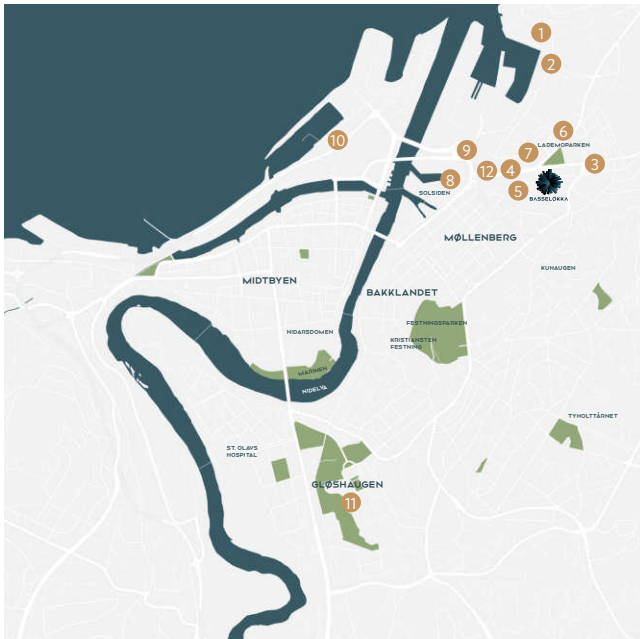 1
2
6
LADEMOPARKEN
10
9
7
3
12
4
8
5
SOLSIDEN
BASSELØKKA
MØLLENBERG
KUHAUGEN
MIDTBYEN
BAKKLANDET
FESTNINGSPARKEN
NIDARSDOMEN
KRISTIANSTEN
FESTNING
MARINEN
NIDELVA
TYHOLTTÅRNET
ST. OLAVS
HOSPITAL
GLØSHAUGEN
11